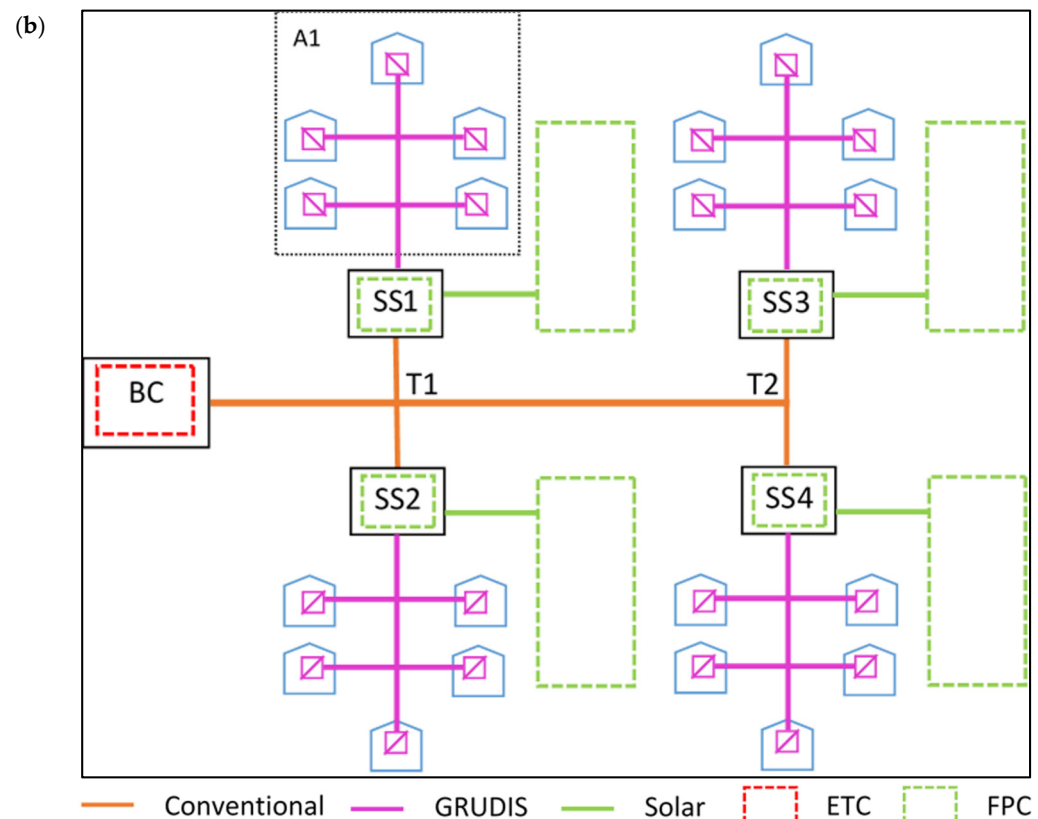 (b)
A1
SS1
SS3
T1
T2
BC
SS2
SS4
Conventional GRUDIS Solar ETC FPC